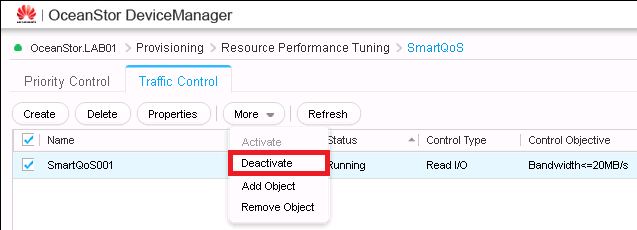 OceanStor DeviceManager
OceanStor.LAB01 > Provisioning > Resource Performance Tuning > SmartQoS
Priority Control Traffic Control
Create Delete Properties More Refresh
Name Status Control Type Control Objective
SmartQoS001 Running Read I/O Bandwidth<=20MB/s
Activate
Deactivate
Add Object
Remove Object